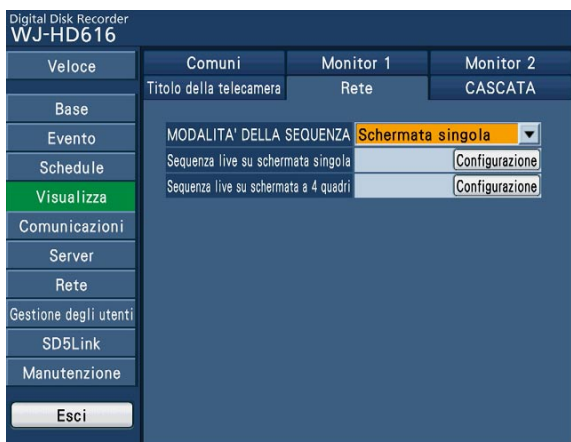 Digital Disk Recorder
WJ-HD616
Veloce
Base
Evento
Schedule
Visualizza
Comunicazioni
Server
Rete
Gestione degli utenti
SD5Link
Manutenzione
Esci
Comuni Monitor 1 Monitor 2
Titolo della telecamera Rete CASCATA
MODALITA' DELLA SEQUENZA Schermata singola
Sequenza live su schermata singola Configurazione
Sequenza live su schermata a 4 quadri Configurazione